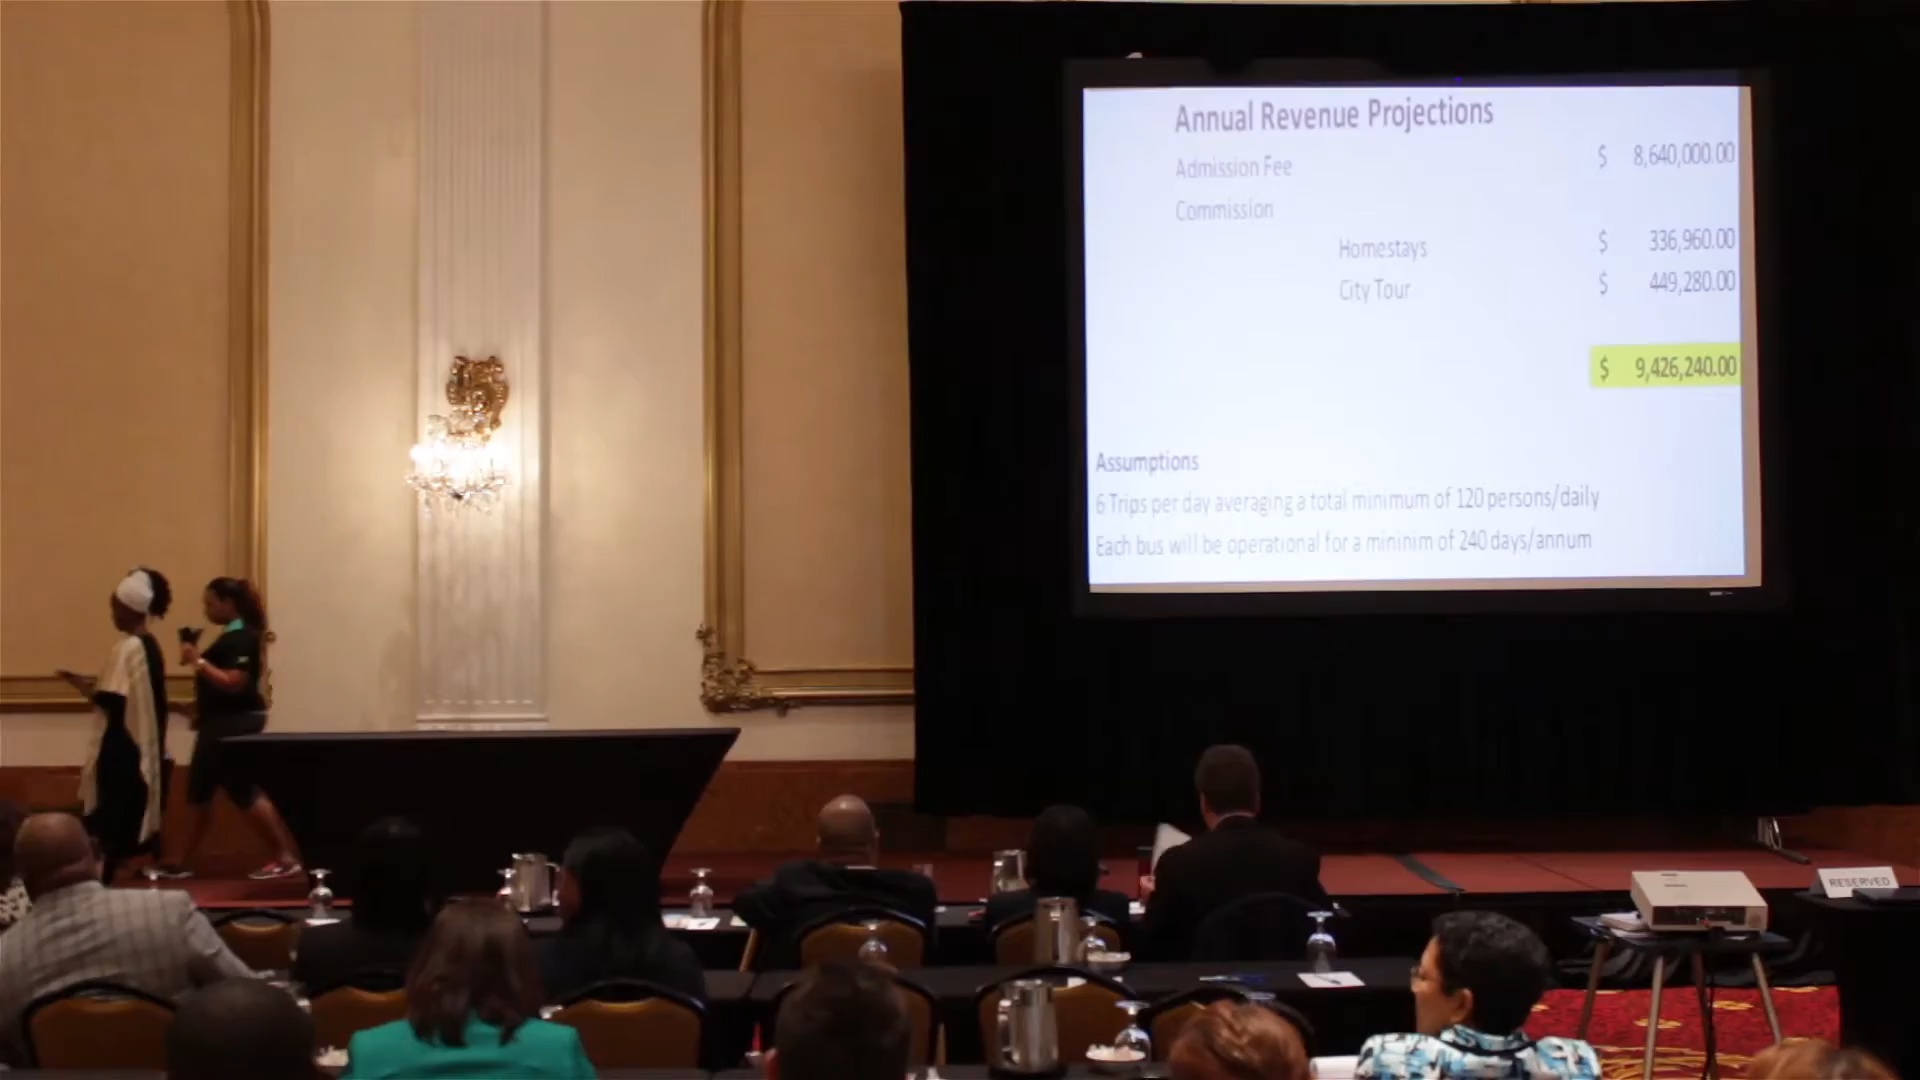 Annual Revenue Projections
Admission Fee $ 8,640,000.00
Commission
Homestays $ 336,960.00
City Tour $ 449,280.00
$ 9,426,240.00
Assumptions
6 Trips per day averaging a total minimum of 120 persons/daily
Each bus will be operational for a mininim of 240 days/annum
RESERVED